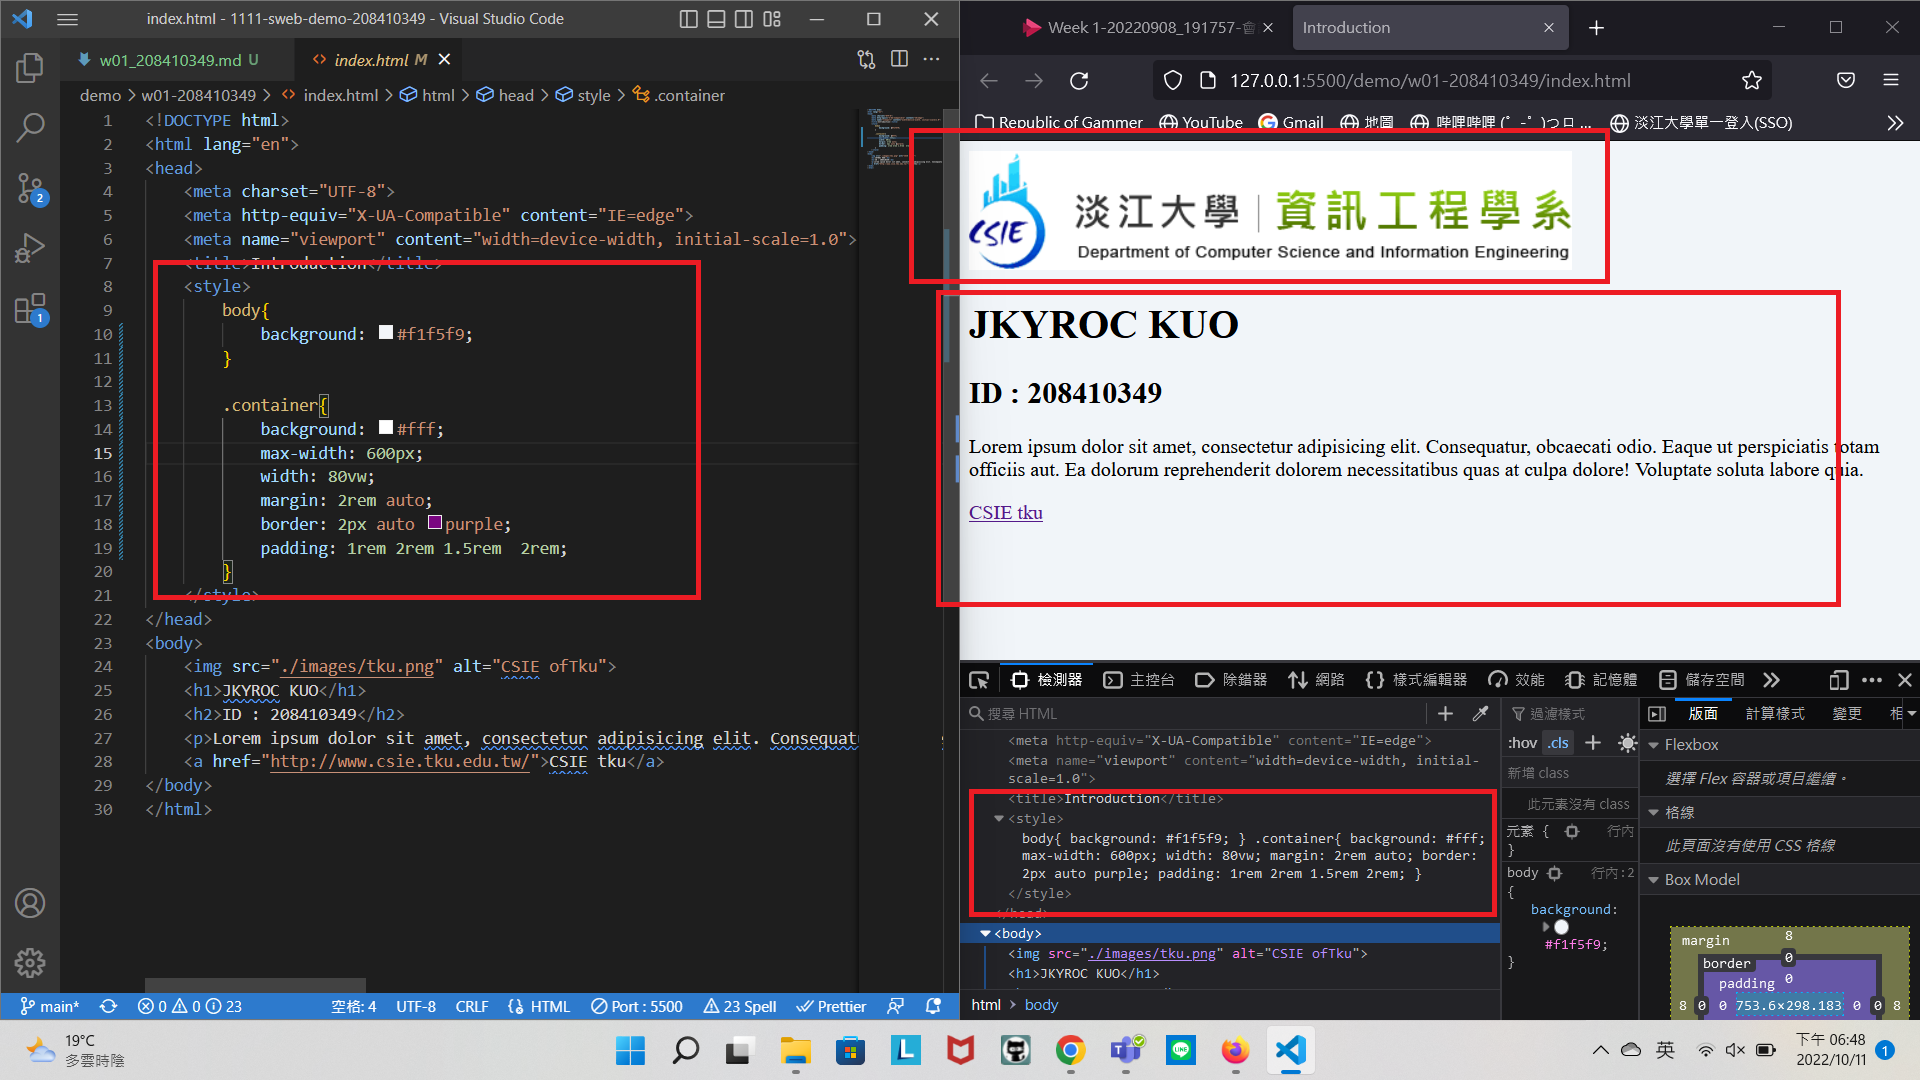 index.html - 1111-sweb-demo-208410349 - Visual Studio Code
w01_208410349.md U
index.html M
demo > w01-208410349 > index.html > html > head > style > .container
1 <!DOCTYPE html>
2 <html lang="en">
3 <head>
4 <meta charset="UTF-8">
5 <meta http-equiv="X-UA-Compatible" content="IE=edge">
6 <meta name="viewport" content="width=device-width, initial-scale=1.0">
7 <title>Introduction</title>
8 <style>
9 body{
10 background: #f1f5f9;
11 }
12
13 .container{
14 background: #fff;
15 max-width: 600px;
16 width: 80vw;
17 margin: 2rem auto;
18 border: 2px auto purple;
19 padding: 1rem 2rem 1.5rem  2rem;
20 }
21 </style>
22 </head>
23 <body>
24 <img src="./images/tku.png" alt="CSIE ofTku">
25 <h1>JKYROC KUO</h1>
26 <h2>ID : 208410349</h2>
27 <p>Lorem ipsum dolor sit amet, consectetur adipisicing elit. Consequat
28 <a href="http://www.csie.tku.edu.tw/">CSIE tku</a>
29 </body>
30 </html>
2
1
main*
0 0 23
空格: 4
UTF-8
CRLF
HTML
Port : 5500
23 Spell
Prettier
Week 1-20220908_191757-會
Introduction
127.0.0.1:5500/demo/w01-208410349/index.html
Republic of Gammer
YouTube
Gmail
地圖
哔哩哔哩 (゜-゜)つロ ...
淡江大學單一登入(SSO)
CSIE
淡江大學 | 資訊工程學系
Department of Computer Science and Information Engineering
JKYROC KUO
ID : 208410349
Lorem ipsum dolor sit amet, consectetur adipisicing elit. Consequatur, obcaecati odio. Eaque ut perspiciatis totam
officiis aut. Ea dolorum reprehenderit dolorem necessitatibus quas at culpa dolore! Voluptate soluta labore quia.
CSIE tku
檢測器
主控台
除錯器
網路
樣式編輯器
效能
記憶體
儲存空間
搜尋 HTML
<meta http-equiv="X-UA-Compatible" content="IE=edge">
<meta name="viewport" content="width=device-width, initial-
scale=1.0">
<title>Introduction</title>
<style>
body{ background: #f1f5f9; } .container{ background: #fff;
max-width: 600px; width: 80vw; margin: 2rem auto; border:
2px auto purple; padding: 1rem 2rem 1.5rem 2rem; }
</style>
</head>
<body>
<img src="./images/tku.png" alt="CSIE ofTku">
<h1>JKYROC KUO</h1>
html > body
過濾樣式
:hov .cls
新增 class
此元素沒有 class
元素 { 行內
}
body 行內:2
{
background:
#f1f5f9;
}
版面
計算樣式
變更
相
Flexbox
選擇 Flex 容器或項目繼續。
格線
此頁面沒有使用 CSS 格線
Box Model
margin 8
border 0
padding 0
8 0 0 753.6×298.183 0 0 8
19°C
多雲時陰
英
下午 06:48
2022/10/11
1